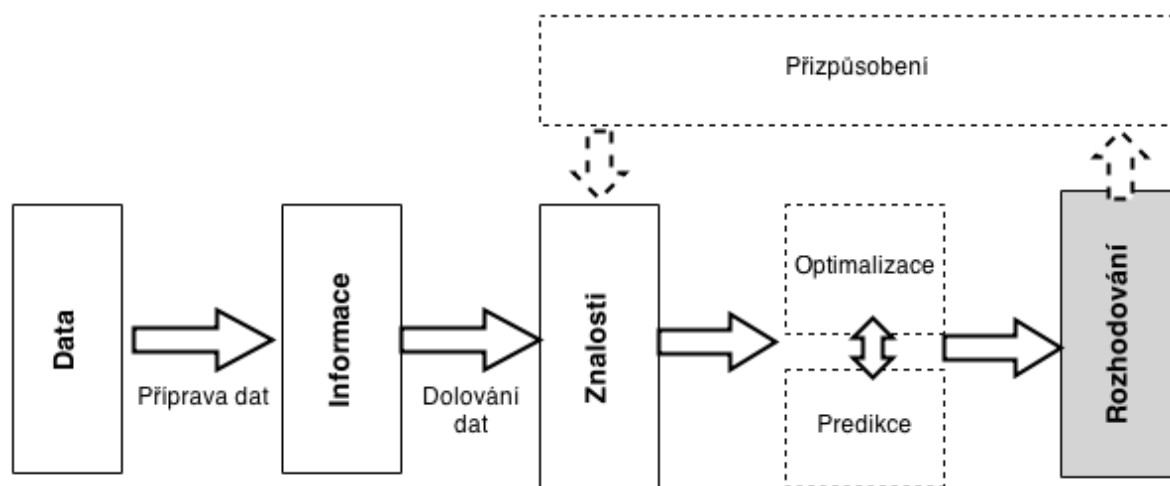 Přizpůsobení
Data
Příprava dat
Informace
Dolování
dat
Znalosti
Optimalizace
Predikce
Rozhodování